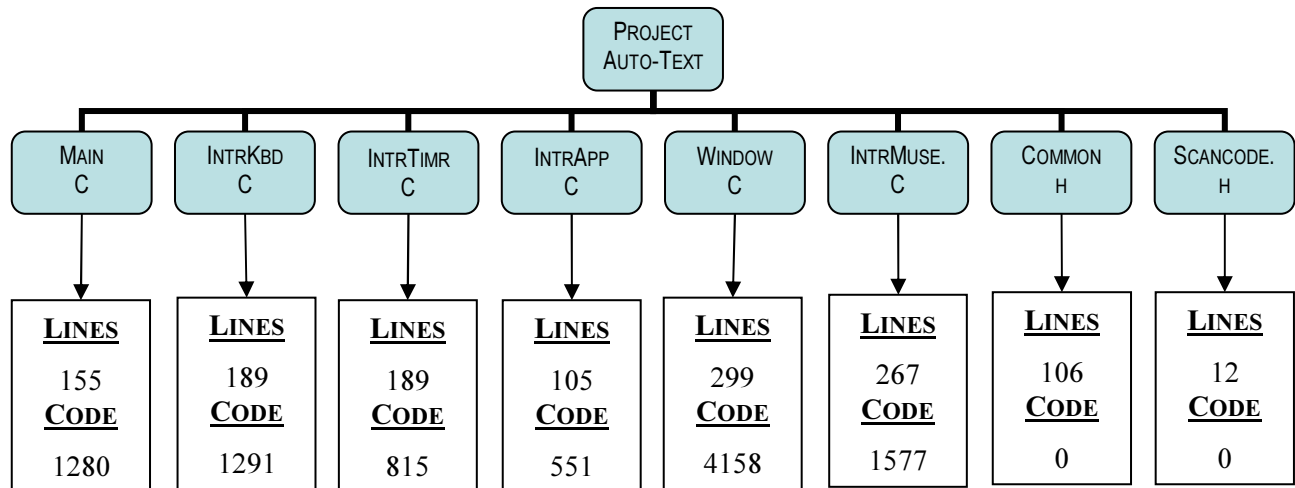 PROJECT
AUTO-TEXT
MAIN
C
INTRKBD
C
INTRTIMR
C
INTRAPP
C
WINDOW
C
INTRMUSE.
C
COMMON
H
SCANCODE.
H
LINES
155
CODE
1280
LINES
189
CODE
1291
LINES
189
CODE
815
LINES
105
CODE
551
LINES
299
CODE
4158
LINES
267
CODE
1577
LINES
106
CODE
0
LINES
12
CODE
0